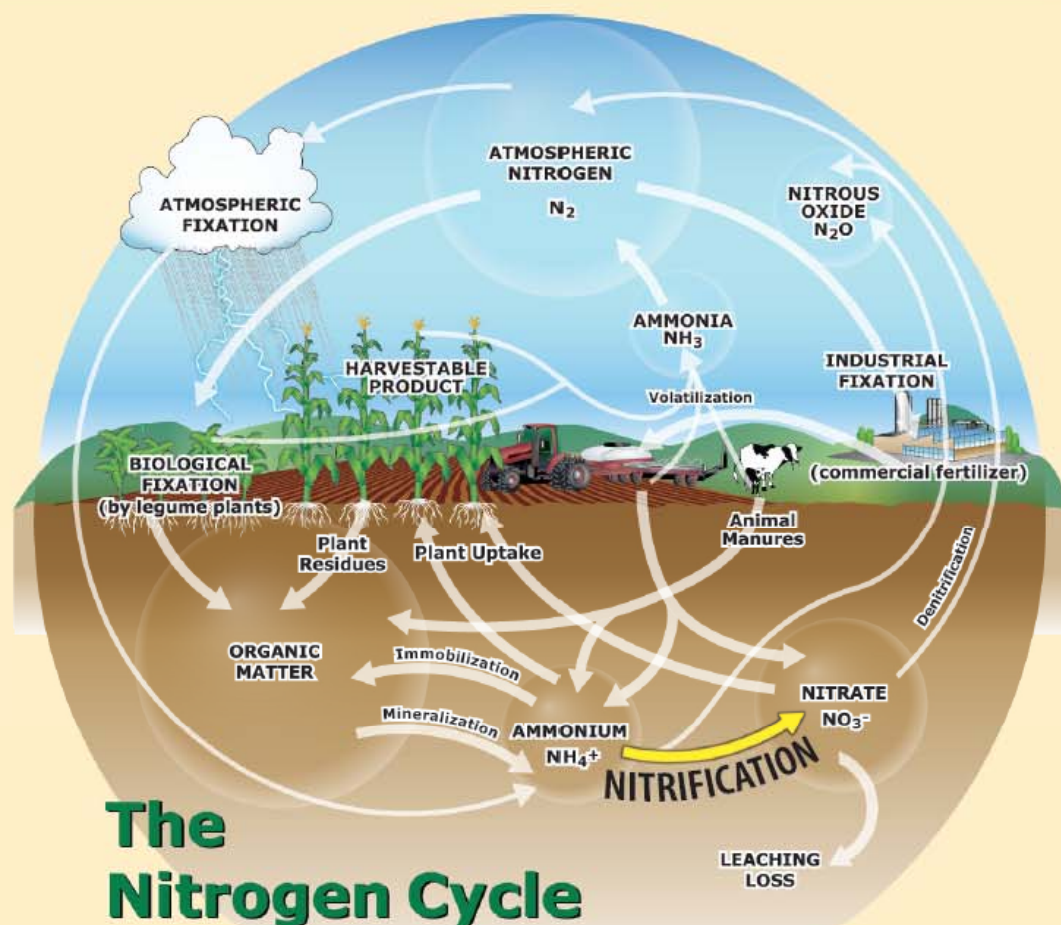 ATMOSPHERIC
NITROGEN
N₂
ATMOSPHERIC
FIXATION
NITROUS
OXIDE
N₂O
AMMONIA
NH₃
HARVESTABLE
PRODUCT
Volatilization
INDUSTRIAL
FIXATION
(commercial fertilizer)
BIOLOGICAL
FIXATION
(by legume plants)
Plant
Residues
Plant Uptake
Animal
Manures
Denitrification
ORGANIC
MATTER
Immobilization
Mineralization
AMMONIUM
NH₄⁺
NITRATE
NO₃⁻
NITRIFICATION
LEACHING
LOSS
The
Nitrogen Cycle